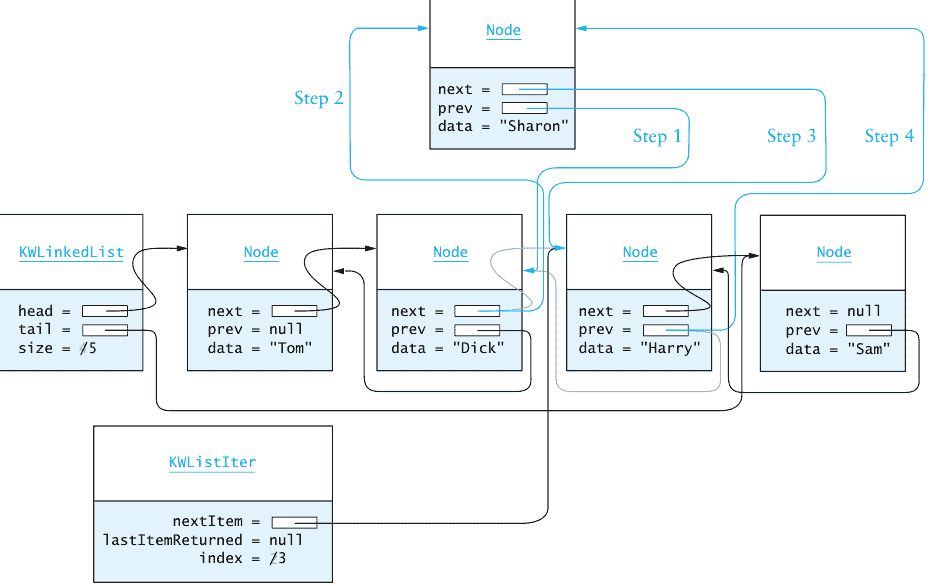 Node
next =
prev =
data = "Sharon"
Step 2
Step 1
Step 3
Step 4
KWLinkedList
head =
tail =
size = 5
Node
next =
prev = null
data = "Tom"
Node
next =
prev =
data = "Dick"
Node
next =
prev =
data = "Harry"
Node
next = null
prev =
data = "Sam"
KWListIter
nextItem =
lastItemReturned = null
index = 3